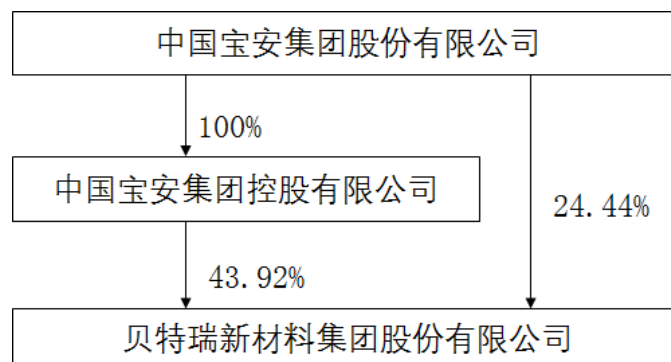 中国宝安集团股份有限公司
100%
中国宝安集团控股有限公司
24.44%
43.92%
贝特瑞新材料集团股份有限公司